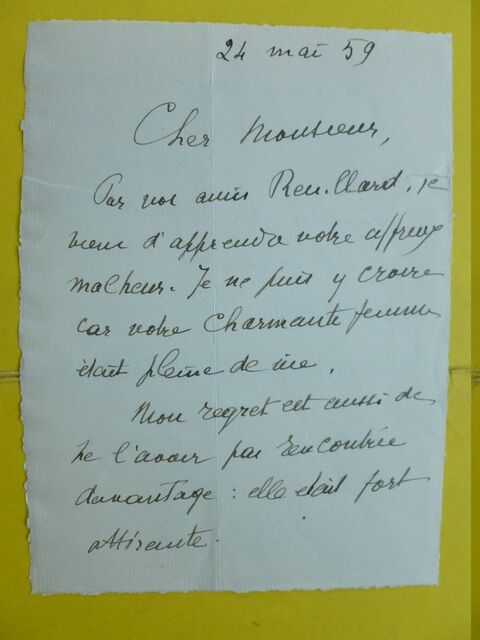 24 mai 59
Cher Monsieur,
Par nos amis Reuillard, je
viens d'apprendre votre affreux
malheur. Je ne puis y croire
car votre charmante femme
était pleine de vie.
Mon regret est aussi de
ne l'avoir pas rencontrée
davantage : elle était fort
attirante.